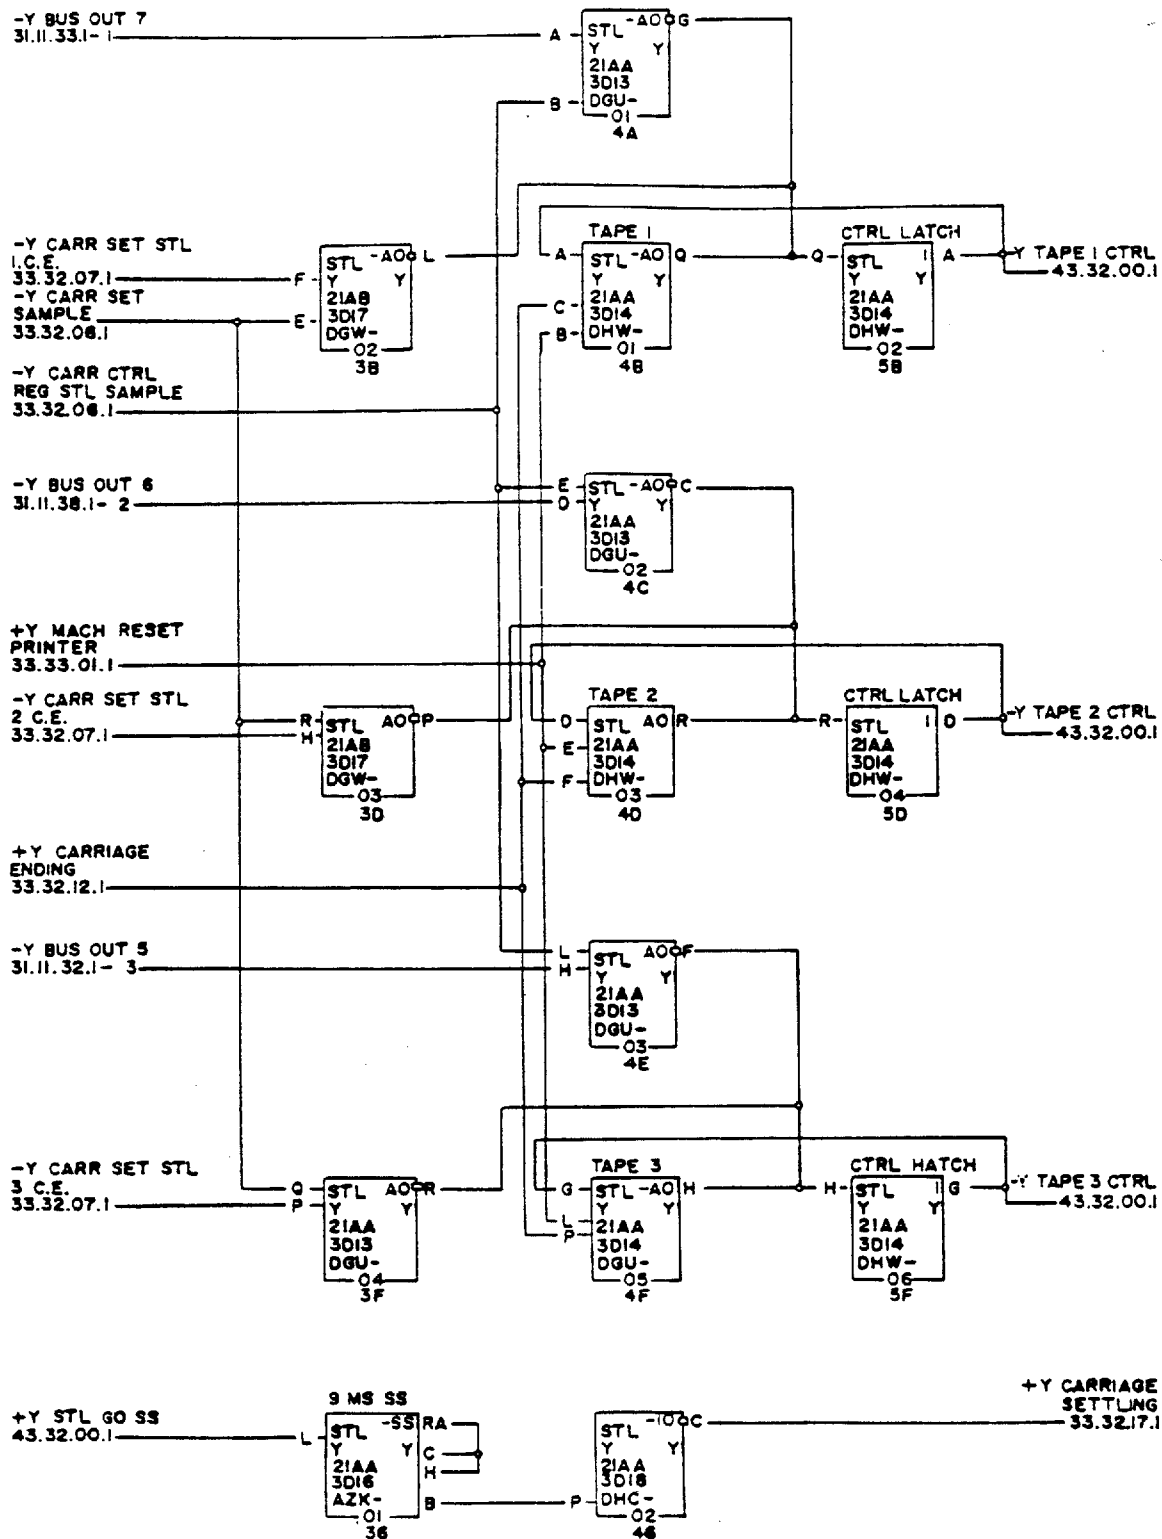 -Y BUS OUT 7
31.11.33.1- 1
A
B
STL -AO G
Y Y
21AA
3D13
DGU-
01
4A
-Y CARR SET STL
1.C.E.
33.32.07.1
-Y CARR SET
SAMPLE
33.32.06.1
F
E
STL -AO L
Y Y
21AB
3D17
DGW-
02
3B
TAPE 1
A
C
B
STL -AO Q
Y Y
21AA
3D14
DHW-
01
4B
CTRL LATCH
Q
STL I A
Y Y
21AA
3D14
DHW-
02
5B
-Y TAPE 1 CTRL
43.32.00.1
-Y CARR CTRL
REG STL SAMPLE
33.32.06.1
-Y BUS OUT 6
31.11.38.1- 2
E
D
STL -AO C
Y Y
21AA
3D13
DGU-
02
4C
+Y MACH RESET
PRINTER
33.33.01.1
-Y CARR SET STL
2 C.E.
33.32.07.1
R
H
STL AO P
21AB
3D17
DGW-
03
3D
TAPE 2
D
E
F
STL AO R
21AA
3D14
DHW-
03
4D
CTRL LATCH
R
STL I D
21AA
3D14
DHW-
04
5D
-Y TAPE 2 CTRL
43.32.00.1
+Y CARRIAGE
ENDING
33.32.12.1
-Y BUS OUT 5
31.11.32.1- 3
L
H
STL AO F
Y Y
21AA
3D13
DGU-
03
4E
-Y CARR SET STL
3 C.E.
33.32.07.1
Q
P
STL AO R
Y Y
21AA
3D13
DGU-
04
3F
TAPE 3
G
L
P
STL -AO H
Y Y
21AA
3D14
DGU-
05
4F
CTRL HATCH
H
STL I G
Y Y
21AA
3D14
DHW-
06
5F
-Y TAPE 3 CTRL
43.32.00.1
+Y STL GO SS
43.32.00.1
9 MS SS
L
STL -SS RA
Y Y C
H
21AA
3D16
AZK- B
01
36
P
STL -IO C
Y Y
21AA
3D18
DHC-
02
46
+Y CARRIAGE
SETTLING
33.32.17.1